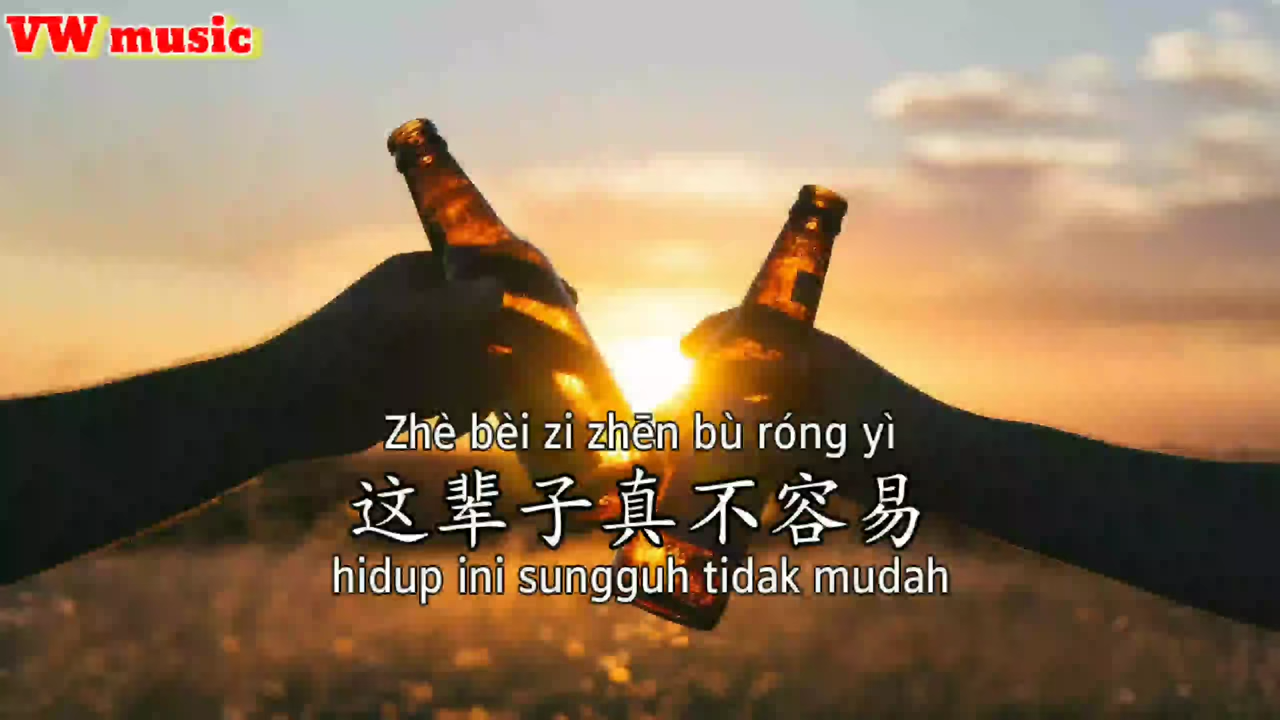 VW music
Zhè bèi zi zhēn bù róng yì
这辈子真不容易
hidup ini sungguh tidak mudah